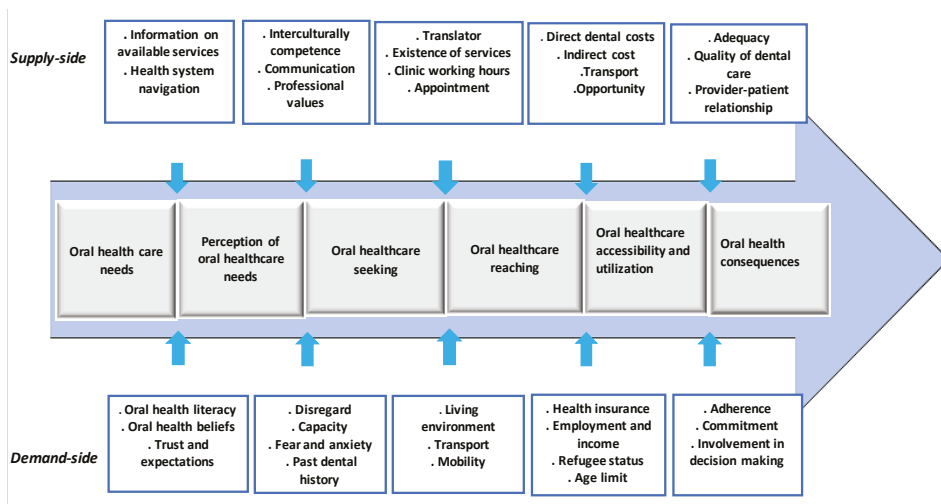 Supply-side
. Information on
available services
. Health system
navigation
. Interculturally
competence
. Communication
. Professional
values
. Translator
. Existence of services
. Clinic working hours
. Appointment
. Direct dental costs
. Indirect cost
.Transport
.Opportunity
. Adequacy
. Quality of dental
care
. Provider-patient
relationship
Oral health care
needs
Perception of
oral healthcare
needs
Oral healthcare
seeking
Oral healthcare
reaching
Oral healthcare
accessibility and
utilization
Oral health
consequences
Demand-side
. Oral health literacy
. Oral health beliefs
. Trust and
expectations
. Disregard
. Capacity
. Fear and anxiety
. Past dental
history
. Living
environment
. Transport
. Mobility
. Health insurance
. Employment and
income
. Refugee status
. Age limit
. Adherence
. Commitment
. Involvement in
decision making